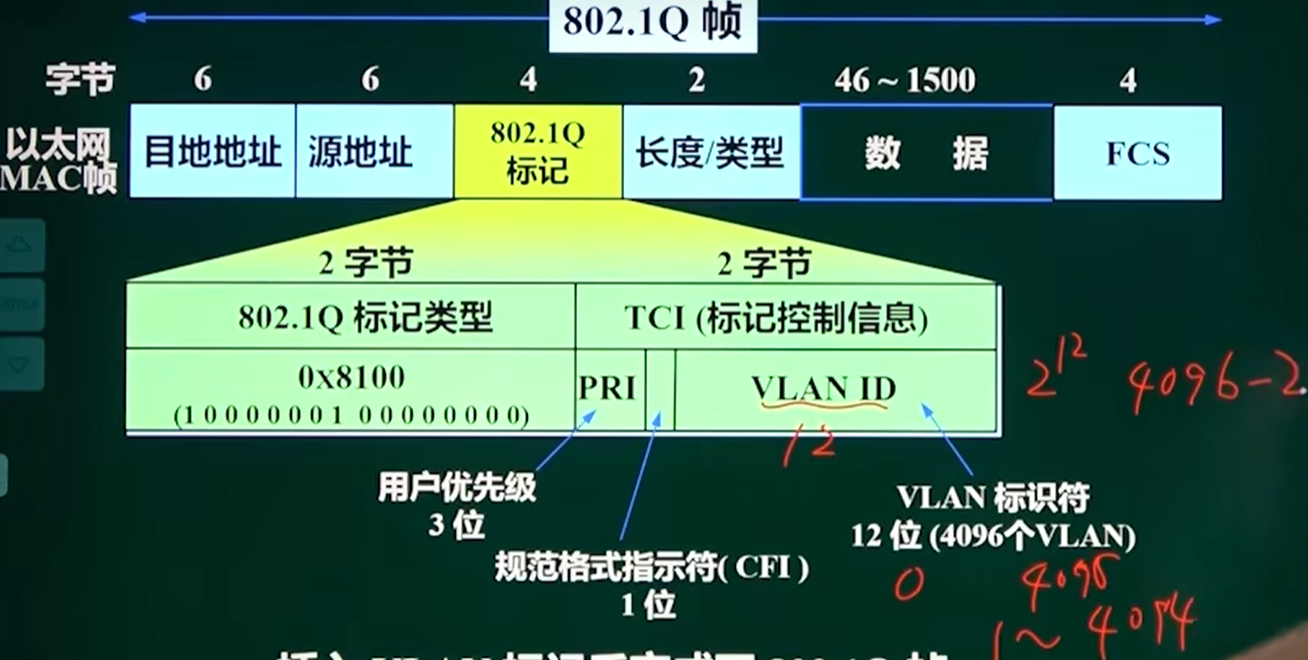 802.1Q 帧
字节 6 6 4 2 46 ~ 1500 4
以太网
MAC帧
目地地址 源地址 802.1Q 标记 长度/类型 数 据 FCS
2 字节 2 字节
802.1Q 标记类型 TCI (标记控制信息)
0x8100
(1 0 0 0 0 0 0 1 0 0 0 0 0 0 0 0)
PRI VLAN ID
12
2^12 4096-2
用户优先级
3 位
规范格式指示符( CFI )
1 位
VLAN 标识符
12 位 (4096个VLAN)
0 4095
1 ~ 4094